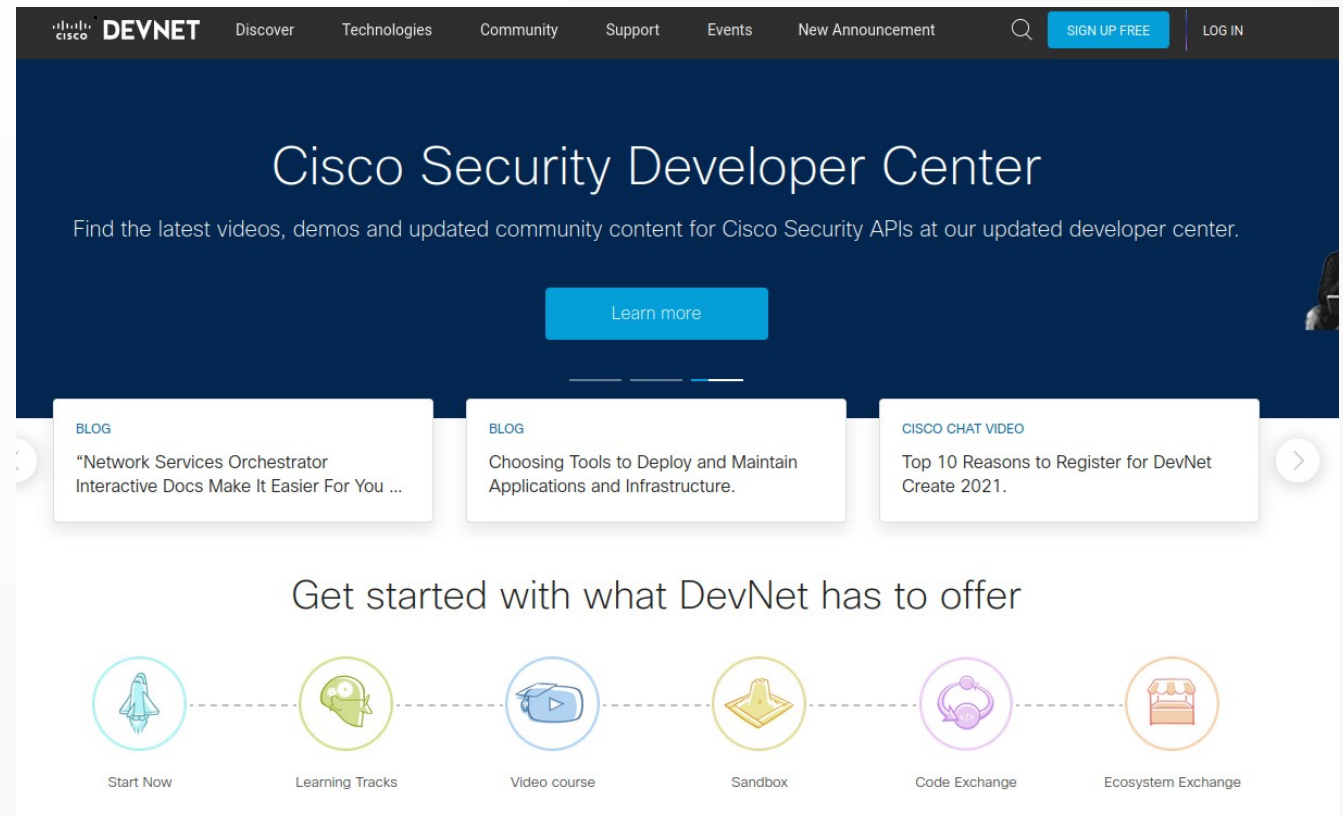 CISCO DEVNET Discover Technologies Community Support Events New Announcement SIGN UP FREE LOG IN
Cisco Security Developer Center
Find the latest videos, demos and updated community content for Cisco Security APIs at our updated developer center.
Learn more
BLOG
“Network Services Orchestrator
Interactive Docs Make It Easier For You ...
BLOG
Choosing Tools to Deploy and Maintain
Applications and Infrastructure.
CISCO CHAT VIDEO
Top 10 Reasons to Register for DevNet
Create 2021.
Get started with what DevNet has to offer
Start Now Learning Tracks Video course Sandbox Code Exchange Ecosystem Exchange